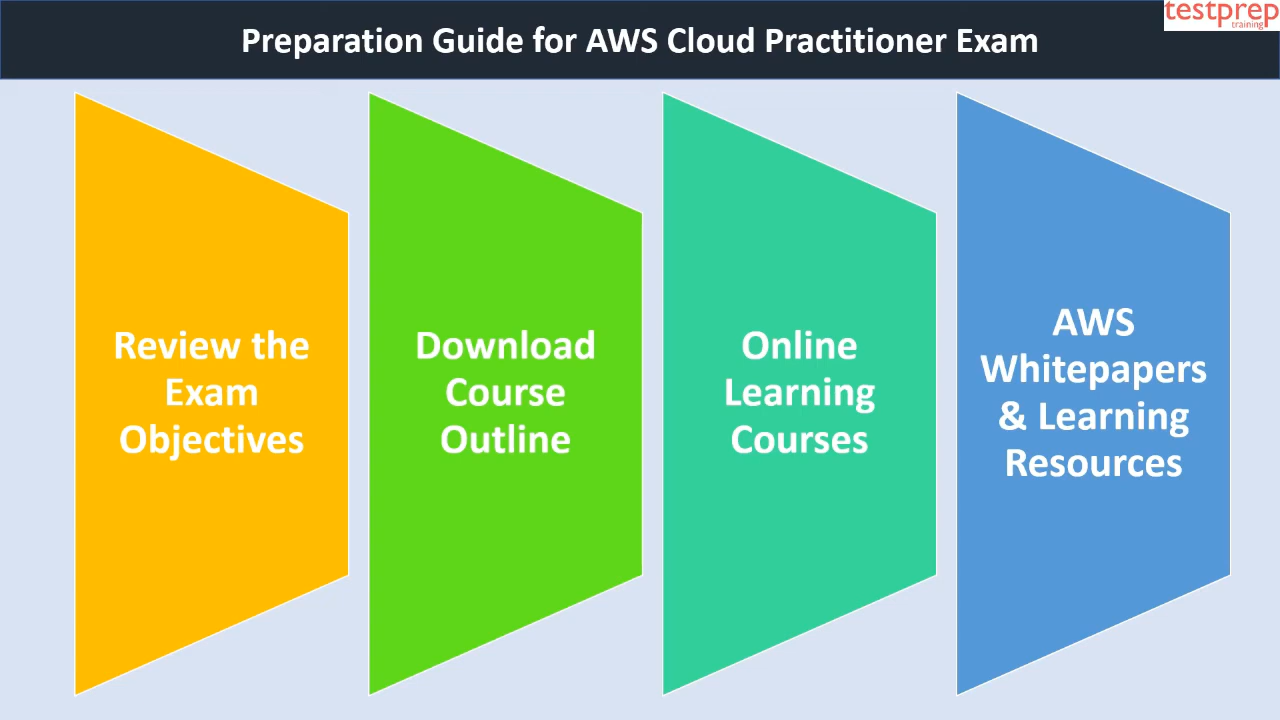 testprep
training
Preparation Guide for AWS Cloud Practitioner Exam
Review the
Exam
Objectives
Download
Course
Outline
Online
Learning
Courses
AWS
Whitepapers
& Learning
Resources